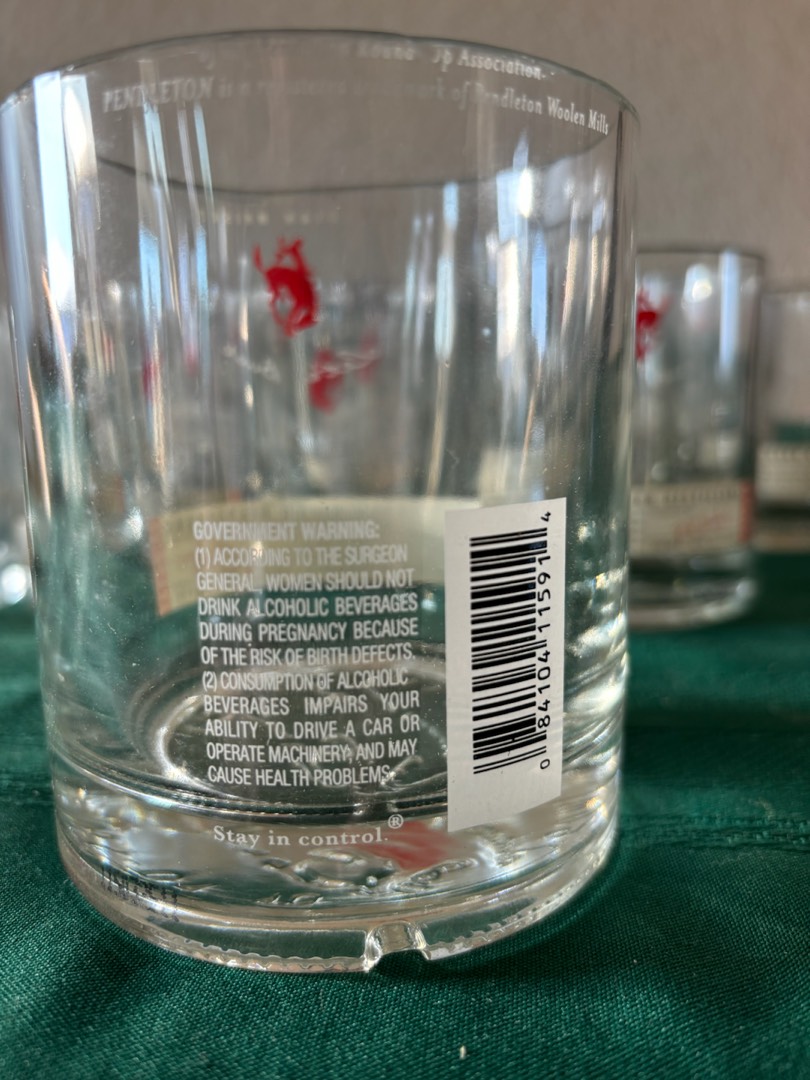 Round Up Association.
PENDLETON is a registered trademark of Pendleton Woolen Mills
GOVERNMENT WARNING:
(1) ACCORDING TO THE SURGEON
GENERAL, WOMEN SHOULD NOT
DRINK ALCOHOLIC BEVERAGES
DURING PREGNANCY BECAUSE
OF THE RISK OF BIRTH DEFECTS.
(2) CONSUMPTION OF ALCOHOLIC
BEVERAGES IMPAIRS YOUR
ABILITY TO DRIVE A CAR OR
OPERATE MACHINERY, AND MAY
CAUSE HEALTH PROBLEMS.
Stay in control.®
0 84104 11591 4